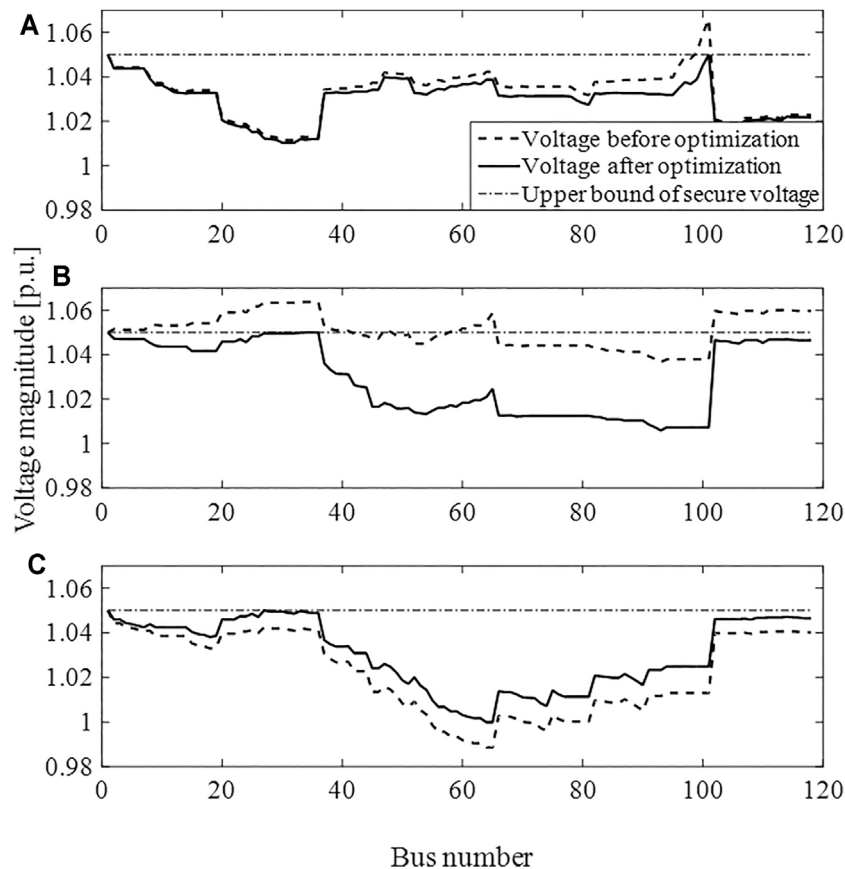 A
1.06
1.04
1.02
1
0.98
0 20 40 60 80 100 120
Voltage before optimization
Voltage after optimization
Upper bound of secure voltage
Voltage magnitude [p.u.]
B
1.06
1.04
1.02
1
0.98
0 20 40 60 80 100 120
C
1.06
1.04
1.02
1
0.98
0 20 40 60 80 100 120
Bus number